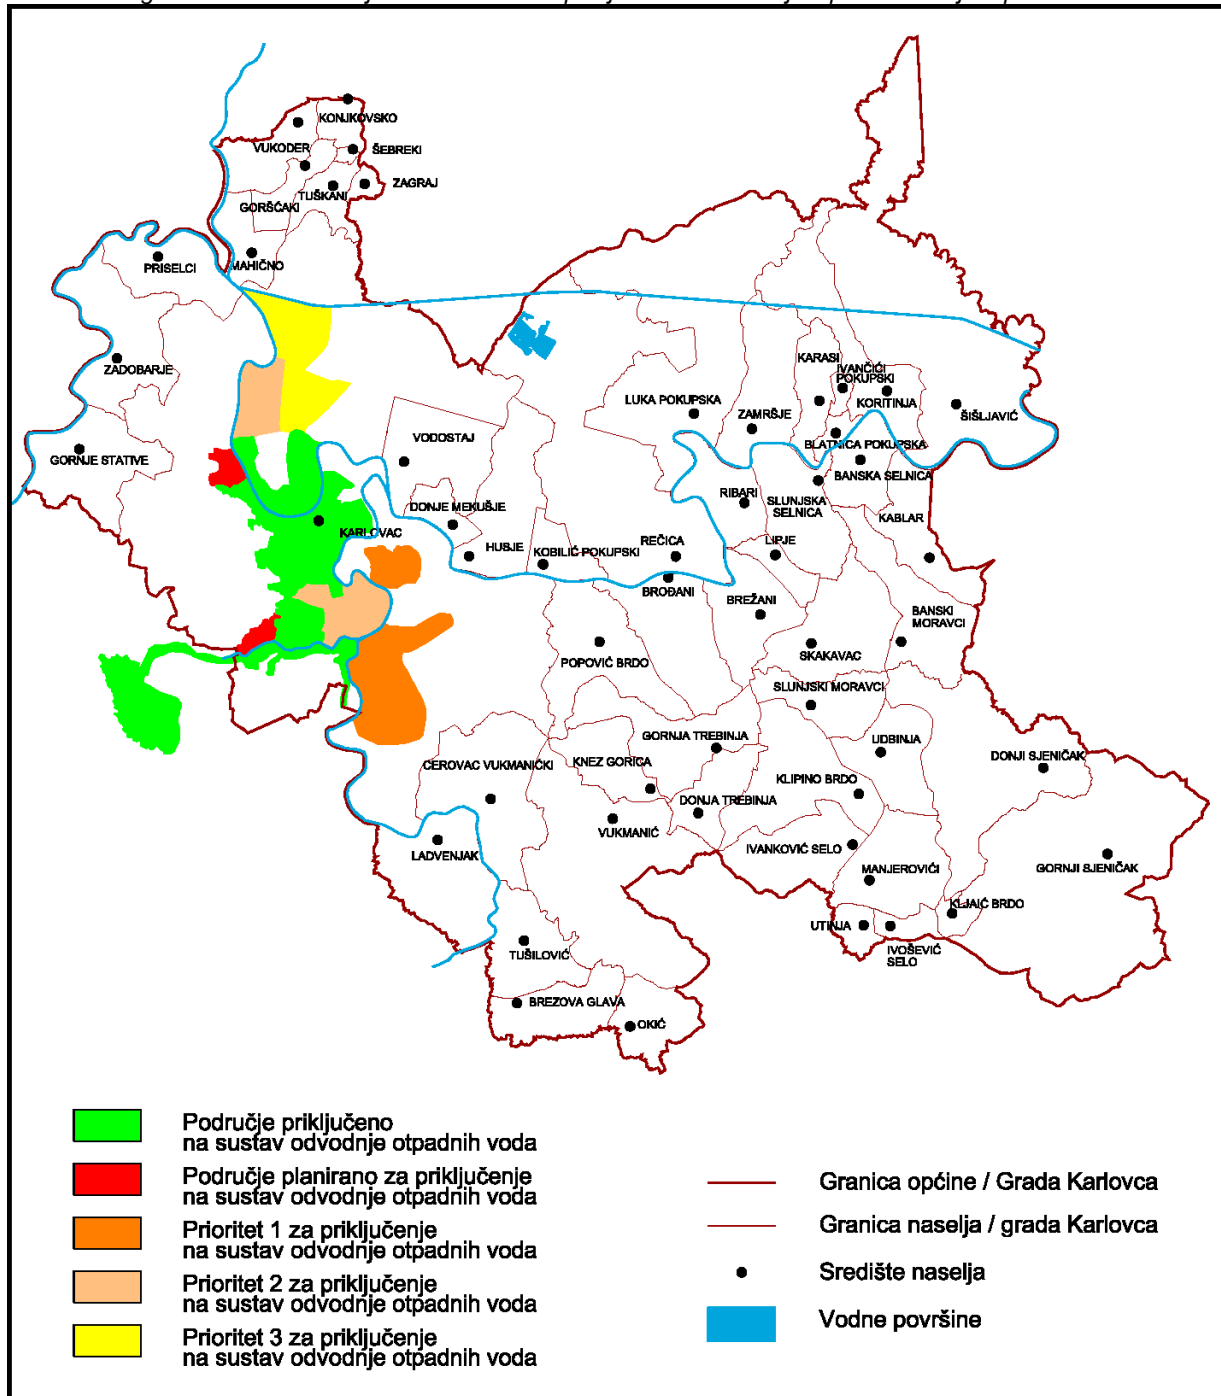 KONJKOVSKO
VUKODER
ŠEBREKI
TUŠKANI
ZAGRAJ
GORŠĆAKI
MAHIČNO
PRISELCI
ZADOBARJE
GORNJE STATIVE
KARLOVAC
VODOSTAJ
DONJE MEKUŠJE
HUSJE
KOBILIĆ POKUPSKI
REČICA
BROĐANI
LUKA POKUPSKA
ZAMRŠJE
KARASI
IVANČIĆI
POKUPSKI
KORITINJA
ŠIŠLJAVIĆ
BLATNICA POKUPSKA
BANSKA SELNICA
RIBARI
SLUNJSKA
SELNICA
KABLAR
LIPJE
BREŽANI
BANSKI
MORAVCI
SKAKAVAC
POPOVIĆ BRDO
SLUNJSKI MORAVCI
GORNJA TREBINJA
UDBINJA
DONJI SJENIČAK
CEROVAC VUKMANIĆKI
KNEZ GORICA
KLIPINO BRDO
DONJA TREBINJA
VUKMANIĆ
LADVENJAK
IVANKOVIĆ SELO
MANJEROVIĆI
GORNJI SJENIČAK
KLJAIĆ BRDO
UTINJA
IVOŠEVIĆ
SELO
TUŠILOVIĆ
BREZOVA GLAVA
OKIĆ
Područje priključeno
na sustav odvodnje otpadnih voda
Područje planirano za priključenje
na sustav odvodnje otpadnih voda
Prioritet 1 za priključenje
na sustav odvodnje otpadnih voda
Prioritet 2 za priključenje
na sustav odvodnje otpadnih voda
Prioritet 3 za priključenje
na sustav odvodnje otpadnih voda
Granica općine / Grada Karlovca
Granica naselja / grada Karlovca
Središte naselja
Vodne površine